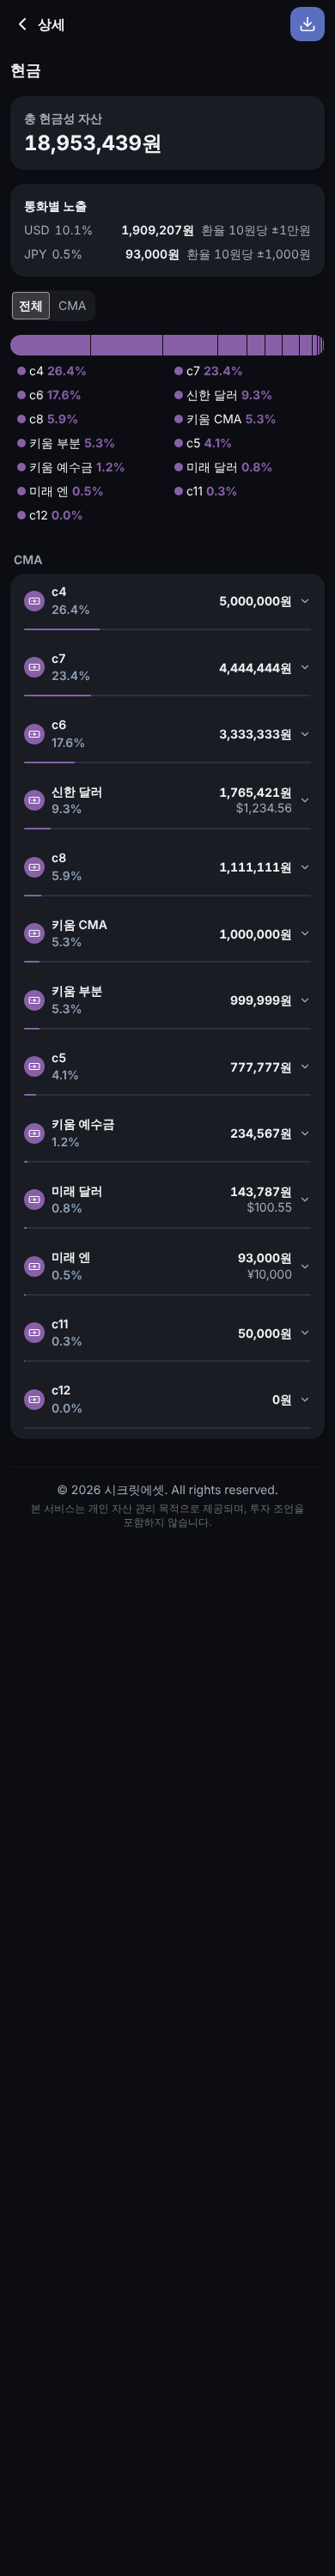 상세
현금
총 현금성 자산
18,953,439원
통화별 노출
USD 10.1% 1,909,207원 환율 10원당 ±1만원
JPY 0.5% 93,000원 환율 10원당 ±1,000원
전체 CMA
c4 26.4% c7 23.4%
c6 17.6% 신한 달러 9.3%
c8 5.9% 키움 CMA 5.3%
키움 부분 5.3% c5 4.1%
키움 예수금 1.2% 미래 달러 0.8%
미래 엔 0.5% c11 0.3%
c12 0.0%
CMA
c4
26.4%
5,000,000원
c7
23.4%
4,444,444원
c6
17.6%
3,333,333원
신한 달러
9.3%
1,765,421원
$1,234.56
c8
5.9%
1,111,111원
키움 CMA
5.3%
1,000,000원
키움 부분
5.3%
999,999원
c5
4.1%
777,777원
키움 예수금
1.2%
234,567원
미래 달러
0.8%
143,787원
$100.55
미래 엔
0.5%
93,000원
¥10,000
c11
0.3%
50,000원
c12
0.0%
0원
© 2026 시크릿에셋. All rights reserved.
본 서비스는 개인 자산 관리 목적으로 제공되며, 투자 조언을
포함하지 않습니다.